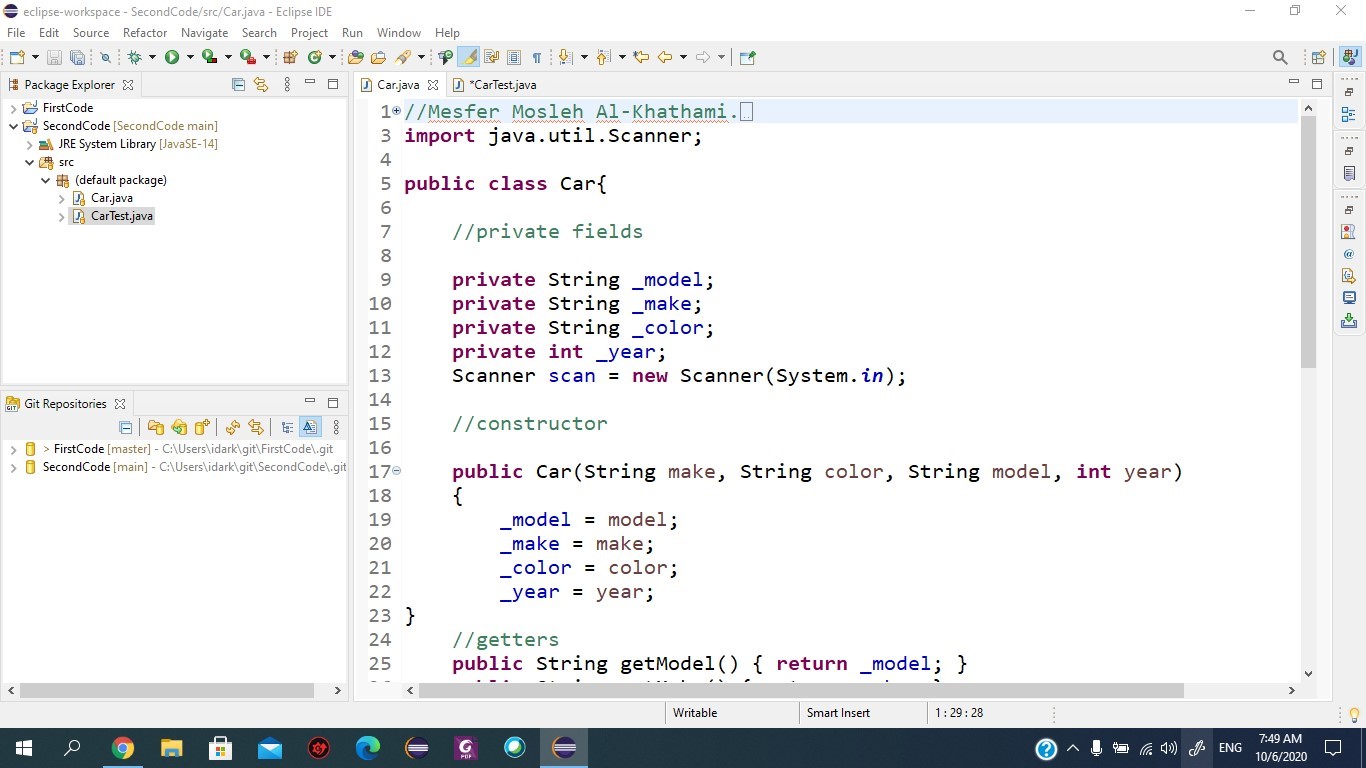 eclipse-workspace - SecondCode/src/Car.java - Eclipse IDE
File Edit Source Refactor Navigate Search Project Run Window Help
Package Explorer
FirstCode
SecondCode [SecondCode main]
JRE System Library [JavaSE-14]
src
(default package)
Car.java
CarTest.java
Git Repositories
GIT
> FirstCode [master] - C:\Users\idark\git\FirstCode\.git
SecondCode [main] - C:\Users\idark\git\SecondCode\.git
Car.java *CarTest.java
1 //Mesfer Mosleh Al-Khathami.
3 import java.util.Scanner;
4
5 public class Car{
6
7 //private fields
8
9 private String _model;
10 private String _make;
11 private String _color;
12 private int _year;
13 Scanner scan = new Scanner(System.in);
14
15 //constructor
16
17 public Car(String make, String color, String model, int year)
18 {
19 _model = model;
20 _make = make;
21 _color = color;
22 _year = year;
23 }
24 //getters
25 public String getModel() { return _model; }
Writable Smart Insert 1 : 29 : 28
ENG
7:49 AM
10/6/2020